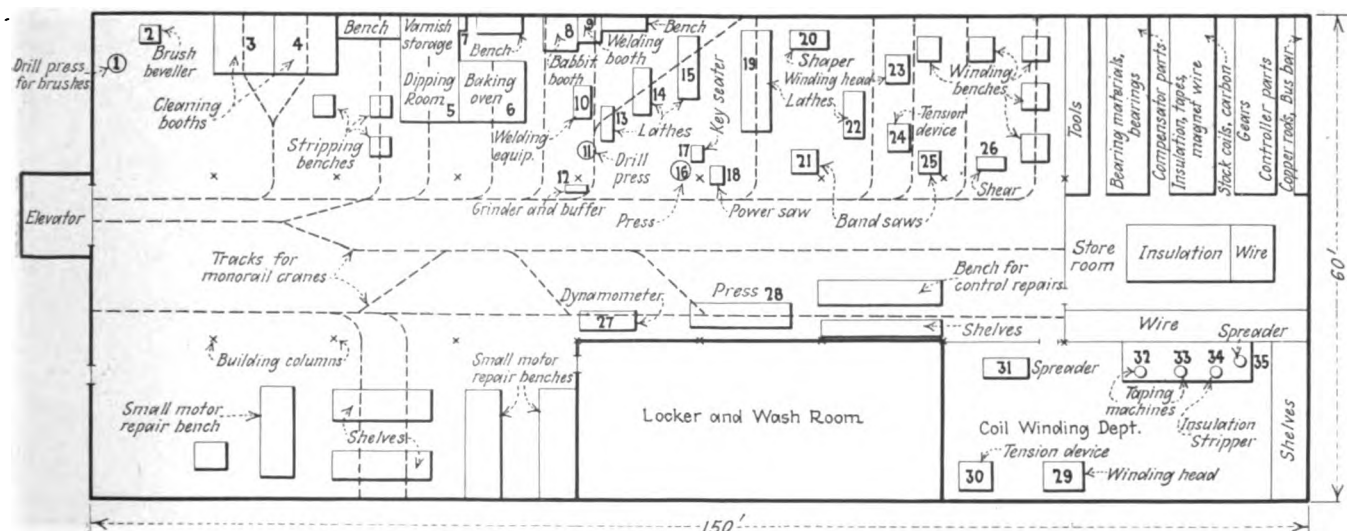 2
Brush
beveller
Drill press
for brushes
1
3
4
Cleaning
booths
Bench
Varnish
storage
Dipping
Room
5
7
Bench
Baking
oven
6
Stripping
benches
8
Babbit
booth
9
Welding
booth
Bench
10
Welding
equip.
11
Drill
press
12
Grinder and buffer
13
14
15
Lathes
Key seater
16
Press
17
18
Power saw
19
20
Shaper
Winding head
Lathes
21
22
23
24
Tension
device
25
Band saws
26
Shear
Winding
benches
Tools
Bearing materials,
bearings
Compensator parts
Insulation, tapes,
magnet wire
Stock coils, carbon
Gears
Controller parts
Copper rods, Bus bar
Elevator
Tracks for
monorail cranes
Store
room
Insulation
Wire
60'
Bench for
control repairs
Press 28
Dynamometer
27
Shelves
Wire
Building columns
Small motor
repair benches
Small motor
repair bench
Shelves
Locker and Wash Room
31
Spreader
32
33
34
Spreader
35
Taping
machines
Insulation
Stripper
Shelves
Coil Winding Dept.
Tension device
30
29
Winding head
150'